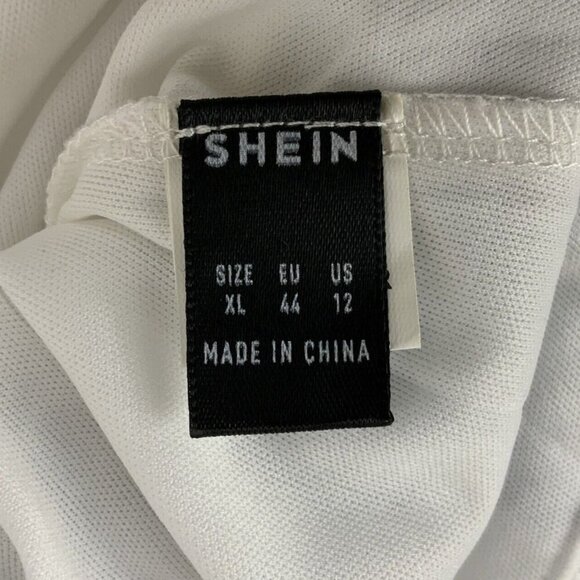 SHEIN
SIZE EU US
XL 44 12
MADE IN CHINA